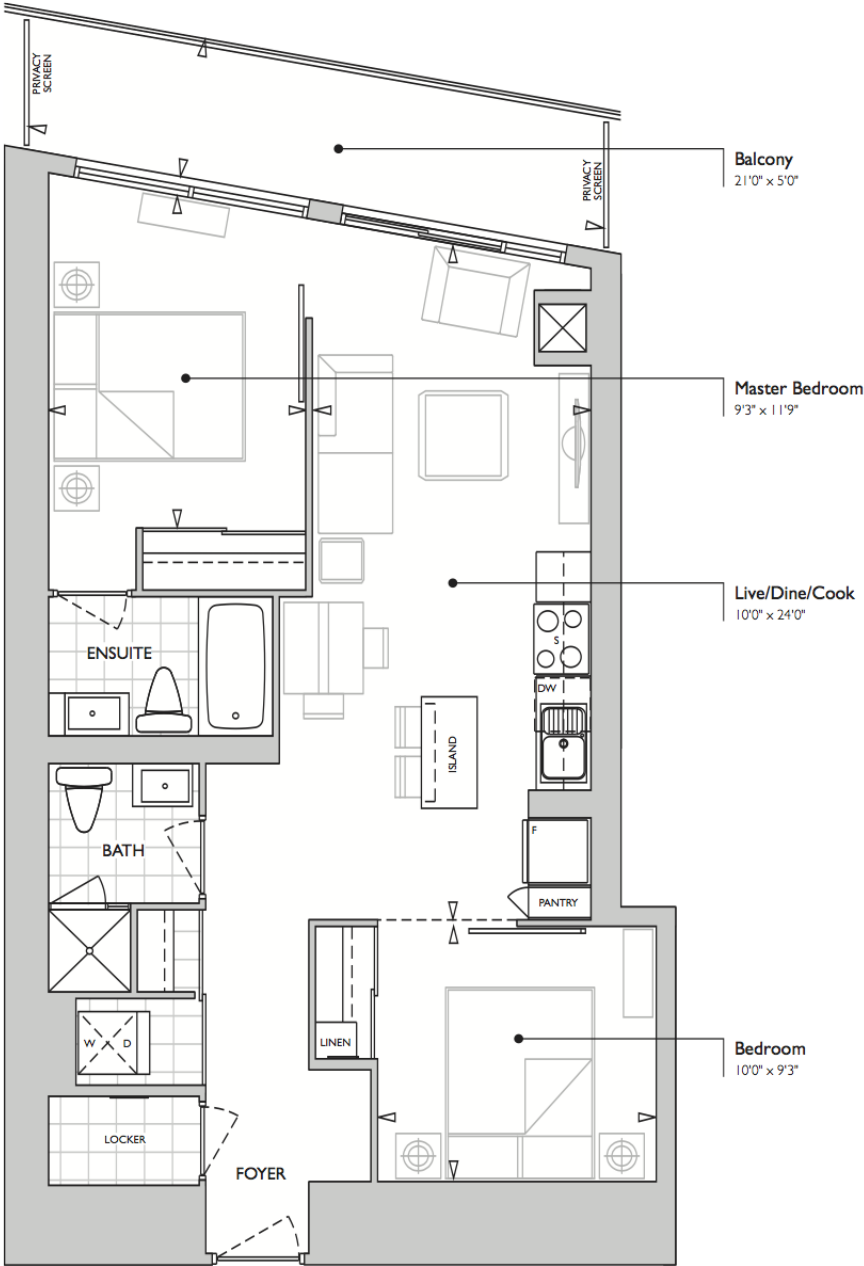 PRIVACY
SCREEN
Balcony
21'0" x 5'0"
PRIVACY
SCREEN
Master Bedroom
9'3" x 11'9"
Live/Dine/Cook
10'0" x 24'0"
S
ENSUITE
DW
ISLAND
F
BATH
PANTRY
LINEN
W D
Bedroom
10'0" x 9'3"
LOCKER
FOYER